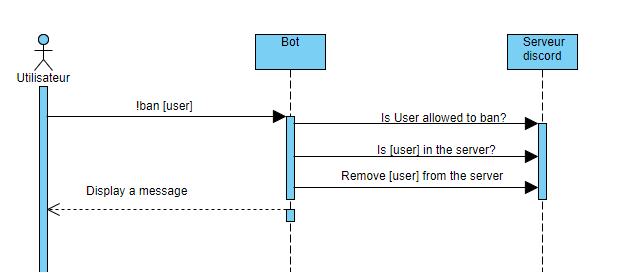 Bot
Serveur
discord
Utilisateur
!ban [user]
Is User allowed to ban?
Is [user] in the server?
Remove [user] from the server
Display a message